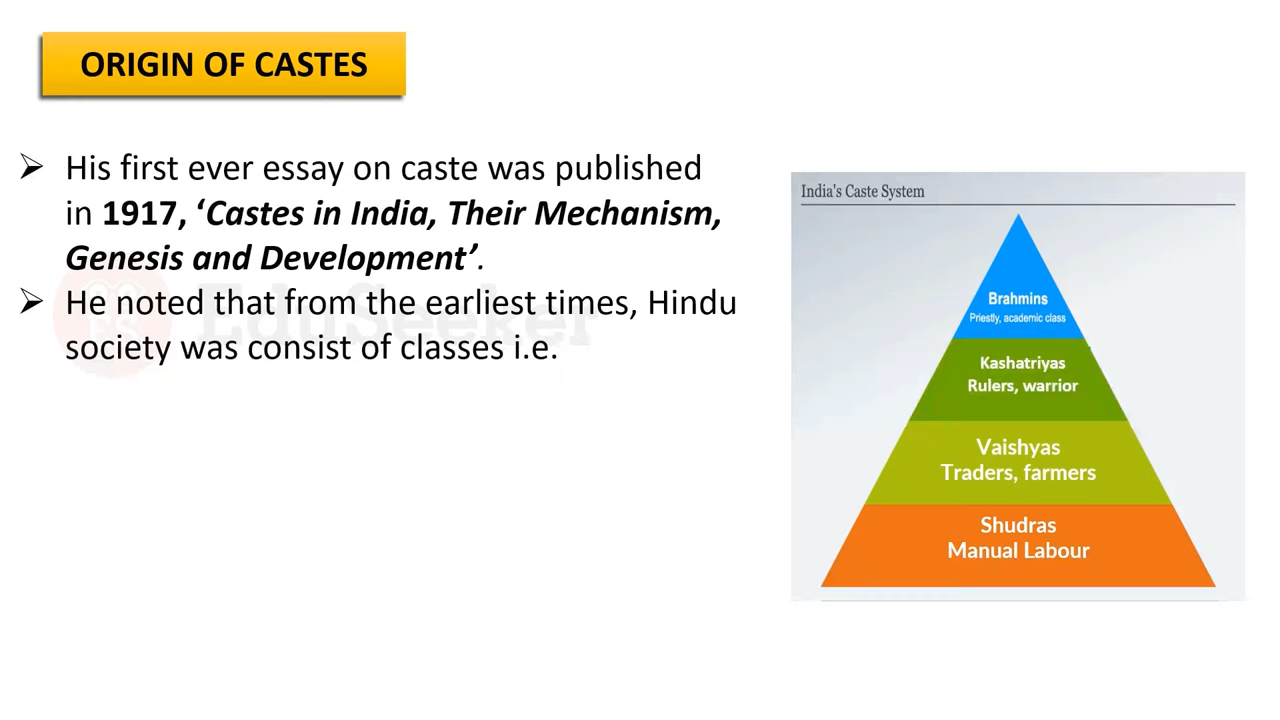 ORIGIN OF CASTES
➢ His first ever essay on caste was published
in 1917, ‘Castes in India, Their Mechanism,
Genesis and Development’.
➢ He noted that from the earliest times, Hindu
society was consist of classes i.e.
EduSeeker
ES
India's Caste System
Brahmins
Priestly, academic class
Kashatriyas
Rulers, warrior
Vaishyas
Traders, farmers
Shudras
Manual Labour